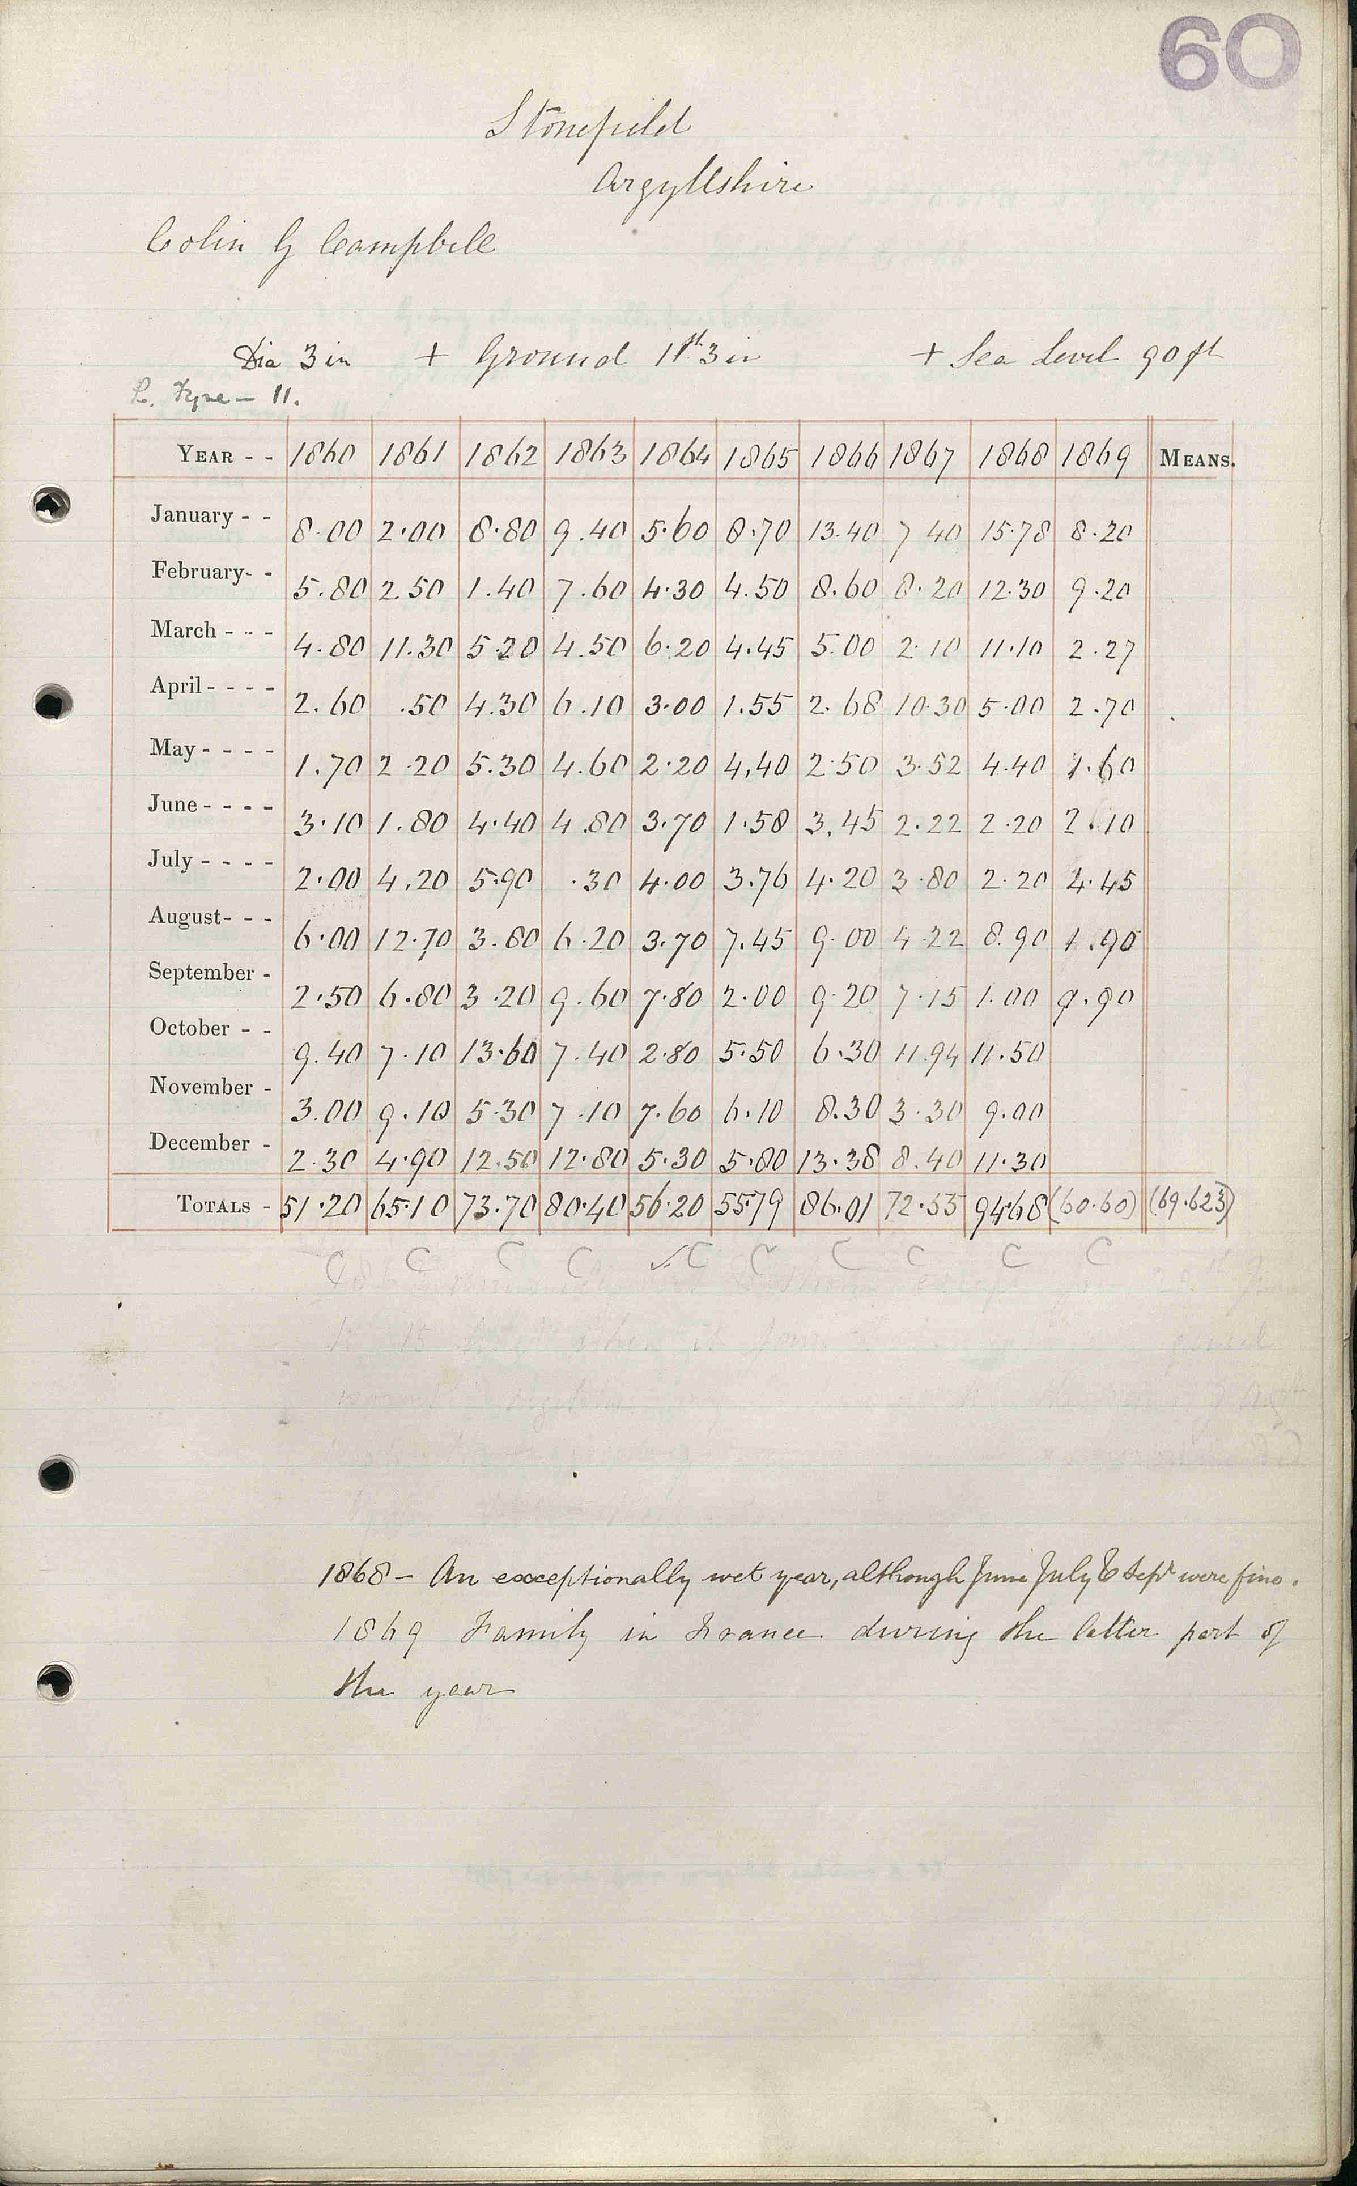 60
Stonefield
Argyllshire
Colin G Campbell
Dia 3 in + Ground 1ft 3 in + Sea Level 90 ft
R. Fyne - 11.
YEAR - - 1860 1861 1862 1863 1864 1865 1866 1867 1868 1869 MEANS.
January - - 8.00 2.00 8.80 9.40 5.60 8.70 13.40 7.40 15.78 8.20
February- - 5.80 2.50 1.40 7.60 4.30 4.50 8.60 8.20 12.30 9.20
March - - - 4.80 11.30 5.20 4.50 6.20 4.45 5.00 2.10 11.10 2.27
April - - - - 2.60 .50 4.30 6.10 3.00 1.55 2.68 10.30 5.00 2.70
May - - - - 1.70 2.20 5.30 4.60 2.20 4.40 2.50 3.52 4.40 1.60
June - - - - 3.10 1.80 4.40 4.80 3.70 1.58 3.45 2.22 2.20 2.10
July - - - - 2.00 4.20 5.90 .30 4.00 3.76 4.20 3.80 2.20 2.45
August- - - 6.00 12.70 3.80 6.20 3.70 7.45 9.00 4.22 8.90 1.90
September - 2.50 6.80 3.20 9.60 7.80 2.00 9.20 7.15 1.00 9.90
October - - 9.40 7.10 13.60 7.40 2.80 5.50 6.30 11.94 11.50
November - 3.00 9.10 5.30 7.10 7.60 6.10 8.30 3.30 9.00
December - 2.30 4.90 12.50 12.80 5.30 5.80 13.38 8.40 11.30
TOTALS - 51.20 65.10 73.70 80.40 56.20 55.79 86.01 72.55 94.68 (60.60) (69.623)
C C C C ✓C C C C C C
1868 - An exceptionally wet year, although June July & Sept were fine.
1869 Family in France during the latter part of
the year